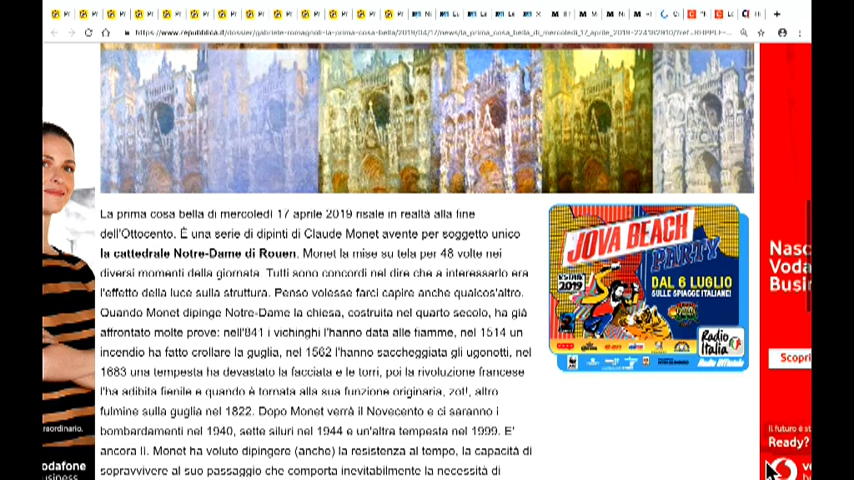 La prima cosa bella di mercoledì 17 aprile 2019 risale in realtà alla fine
dell'Ottocento. È una serie di dipinti di Claude Monet avente per soggetto unico
la cattedrale Notre-Dame di Rouen. Monet la mise su tela per 48 volte nei
diversi momenti della giornata. Tutti sono concordi nel dire che a interessarlo era
l'effetto della luce sulla struttura. Penso volesse farci capire anche qualcos'altro.
Quando Monet dipinge Notre-Dame la chiesa, costruita nel quarto secolo, ha già
affrontato molte prove: nell'841 i vichinghi l'hanno data alle fiamme, nel 1514 un
incendio ha fatto crollare la guglia, nel 1562 l'hanno saccheggiata gli ugonotti, nel
1683 una tempesta ha devastato la facciata e le torri, poi la rivoluzione francese
l'ha adibita fienile e quando è tornata alla sua funzione originaria, zot!, altro
fulmine sulla guglia nel 1822. Dopo Monet verrà il Novecento e ci saranno i
bombardamenti nel 1940, sette siluri nel 1944 e un'altra tempesta nel 1999. E'
ancora lì. Monet ha voluto dipingere (anche) la resistenza al tempo, la capacità di
sopravvivere al suo passaggio che comporta inevitabilmente la necessità di
JOVA BEACH
PARTY
ESTATE
2019
DAL 6 LUGLIO
SULLE SPIAGGE ITALIANE!
Radio
Italia
Radio Ufficiale
WWF
Nasc
Voda
Busin
Scopri
Il futuro è st
Ready?
vo
bu
raordinario.
odafone
usiness